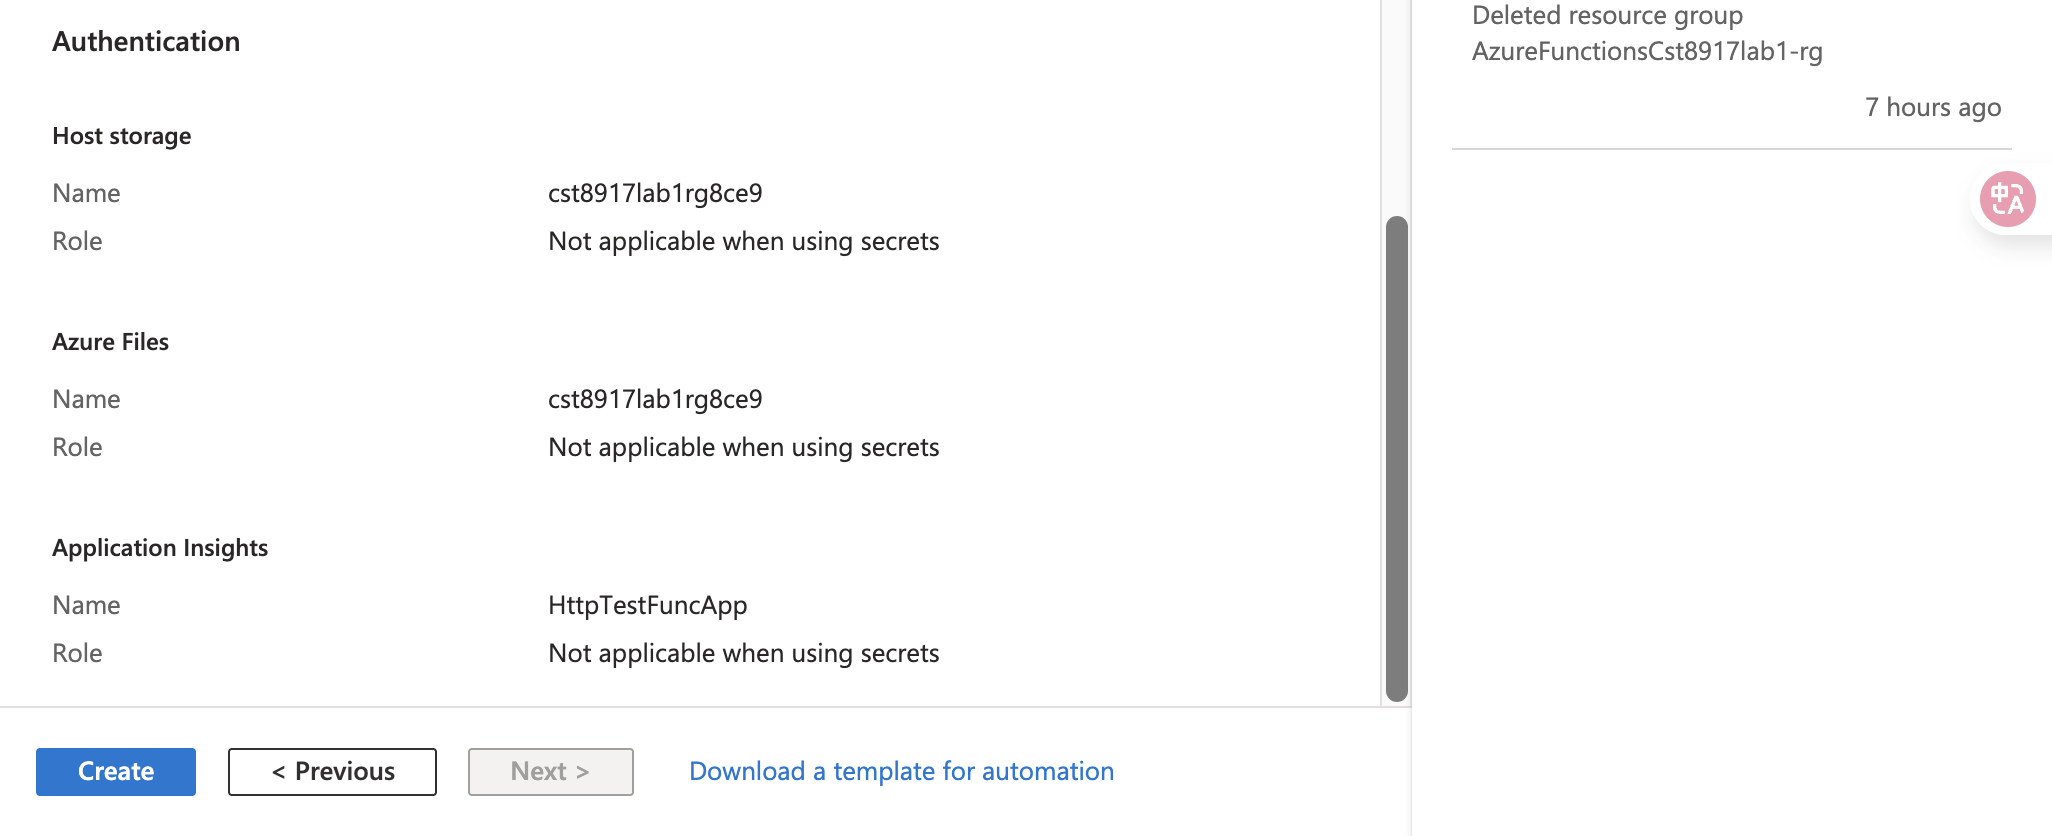 Authentication
Host storage
Name cst8917lab1rg8ce9
Role Not applicable when using secrets
Azure Files
Name cst8917lab1rg8ce9
Role Not applicable when using secrets
Application Insights
Name HttpTestFuncApp
Role Not applicable when using secrets
Create < Previous Next > Download a template for automation
Deleted resource group
AzureFunctionsCst8917lab1-rg
7 hours ago
中A